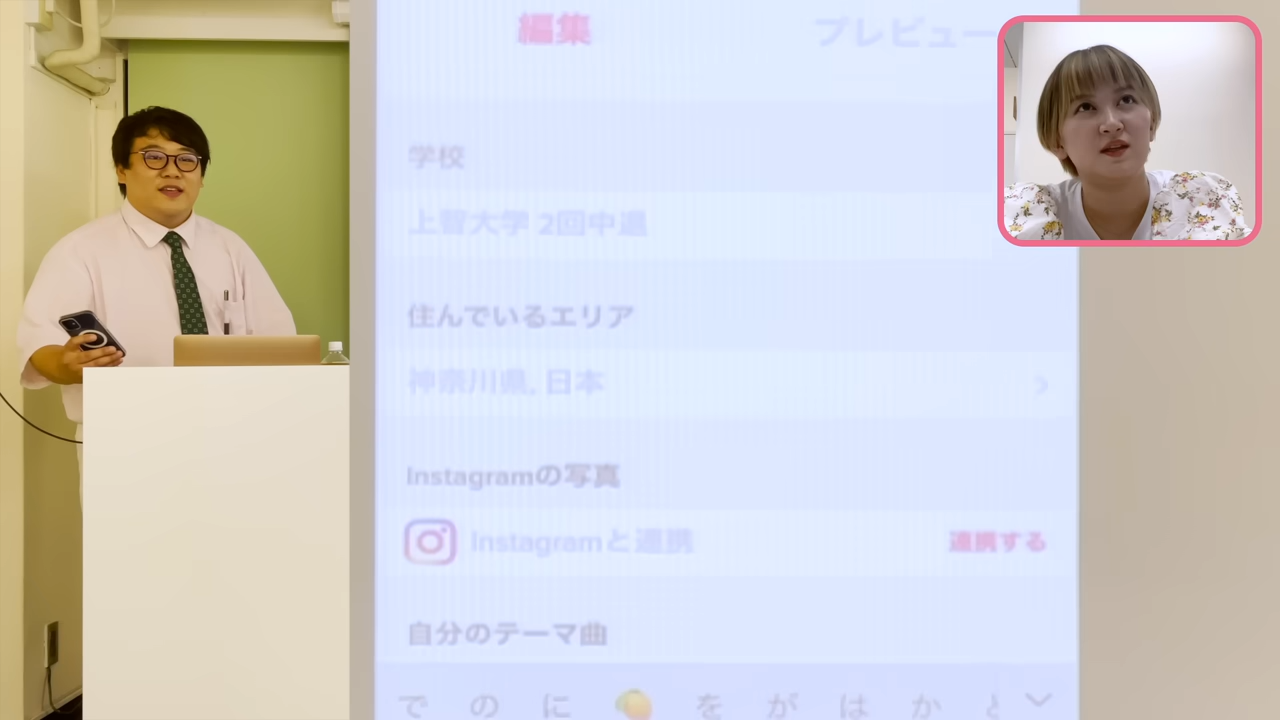 編集
プレビュー
学校
上智大学 2回中退
住んでいるエリア
神奈川県, 日本
Instagramの写真
Instagramと連携
連携する
自分のテーマ曲
で の に を が は か と